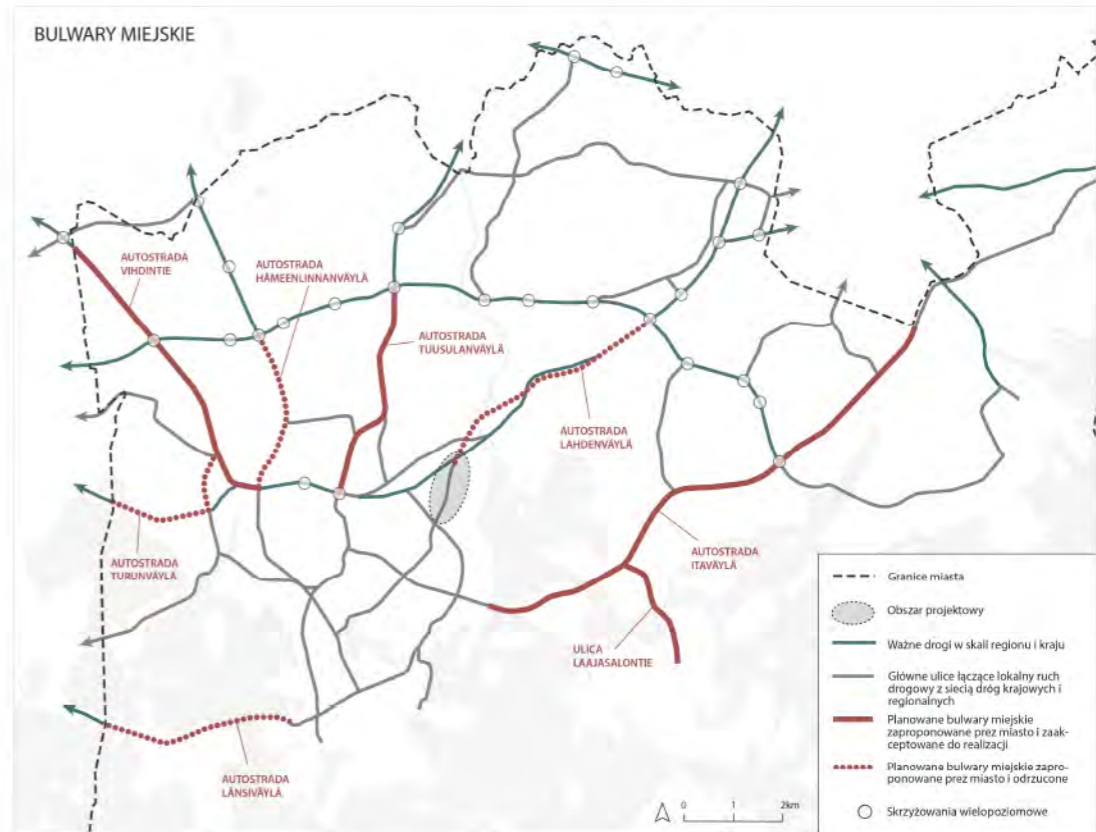 BULWARY MIEJSKIE
AUTOSTRADA
VIHDINTIE
AUTOSTRADA
HÄMEENLINNANVÄYLÄ
AUTOSTRADA
TUUSULANVÄYLÄ
AUTOSTRADA
LAHDENVÄYLÄ
AUTOSTRADA
TURUNVÄYLÄ
AUTOSTRADA
ITAVÄYLÄ
ULICA
LAAJASALONTIE
AUTOSTRADA
LÄNSIVÄYLÄ
0 1 2km
Granice miasta
Obszar projektowy
Ważne drogi w skali regionu i kraju
Główne ulice łączące lokalny ruch
drogowy z siecią dróg krajowych i
regionalnych
Planowane bulwary miejskie
zaproponowane prez miasto i zaak-
ceptowane do realizacji
Planowane bulwary miejskie zapro-
ponowane prez miasto i odrzucone
Skrzyżowania wielopoziomowe